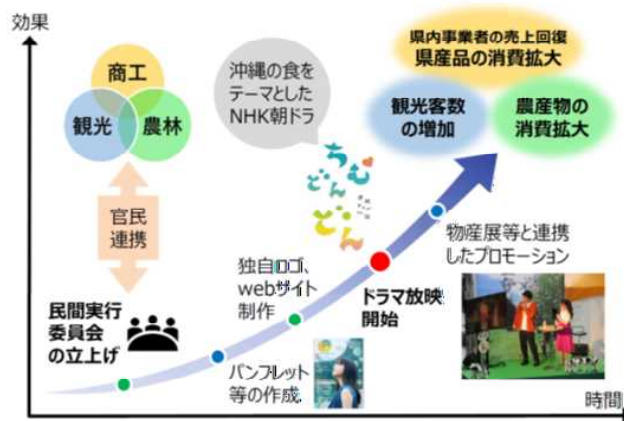 効果
商工
観光
農林
官民
連携
民間実行
委員会
の立上げ
沖縄の食を
テーマとした
NHK朝ドラ
ちむ
どん
どん
県内事業者の売上回復
県産品の消費拡大
観光客数
の増加
農産物の
消費拡大
独自ロゴ、
webサイト
制作
パンフレット
等の作成
ドラマ放映
開始
物産展等と連携
したプロモーション
時間